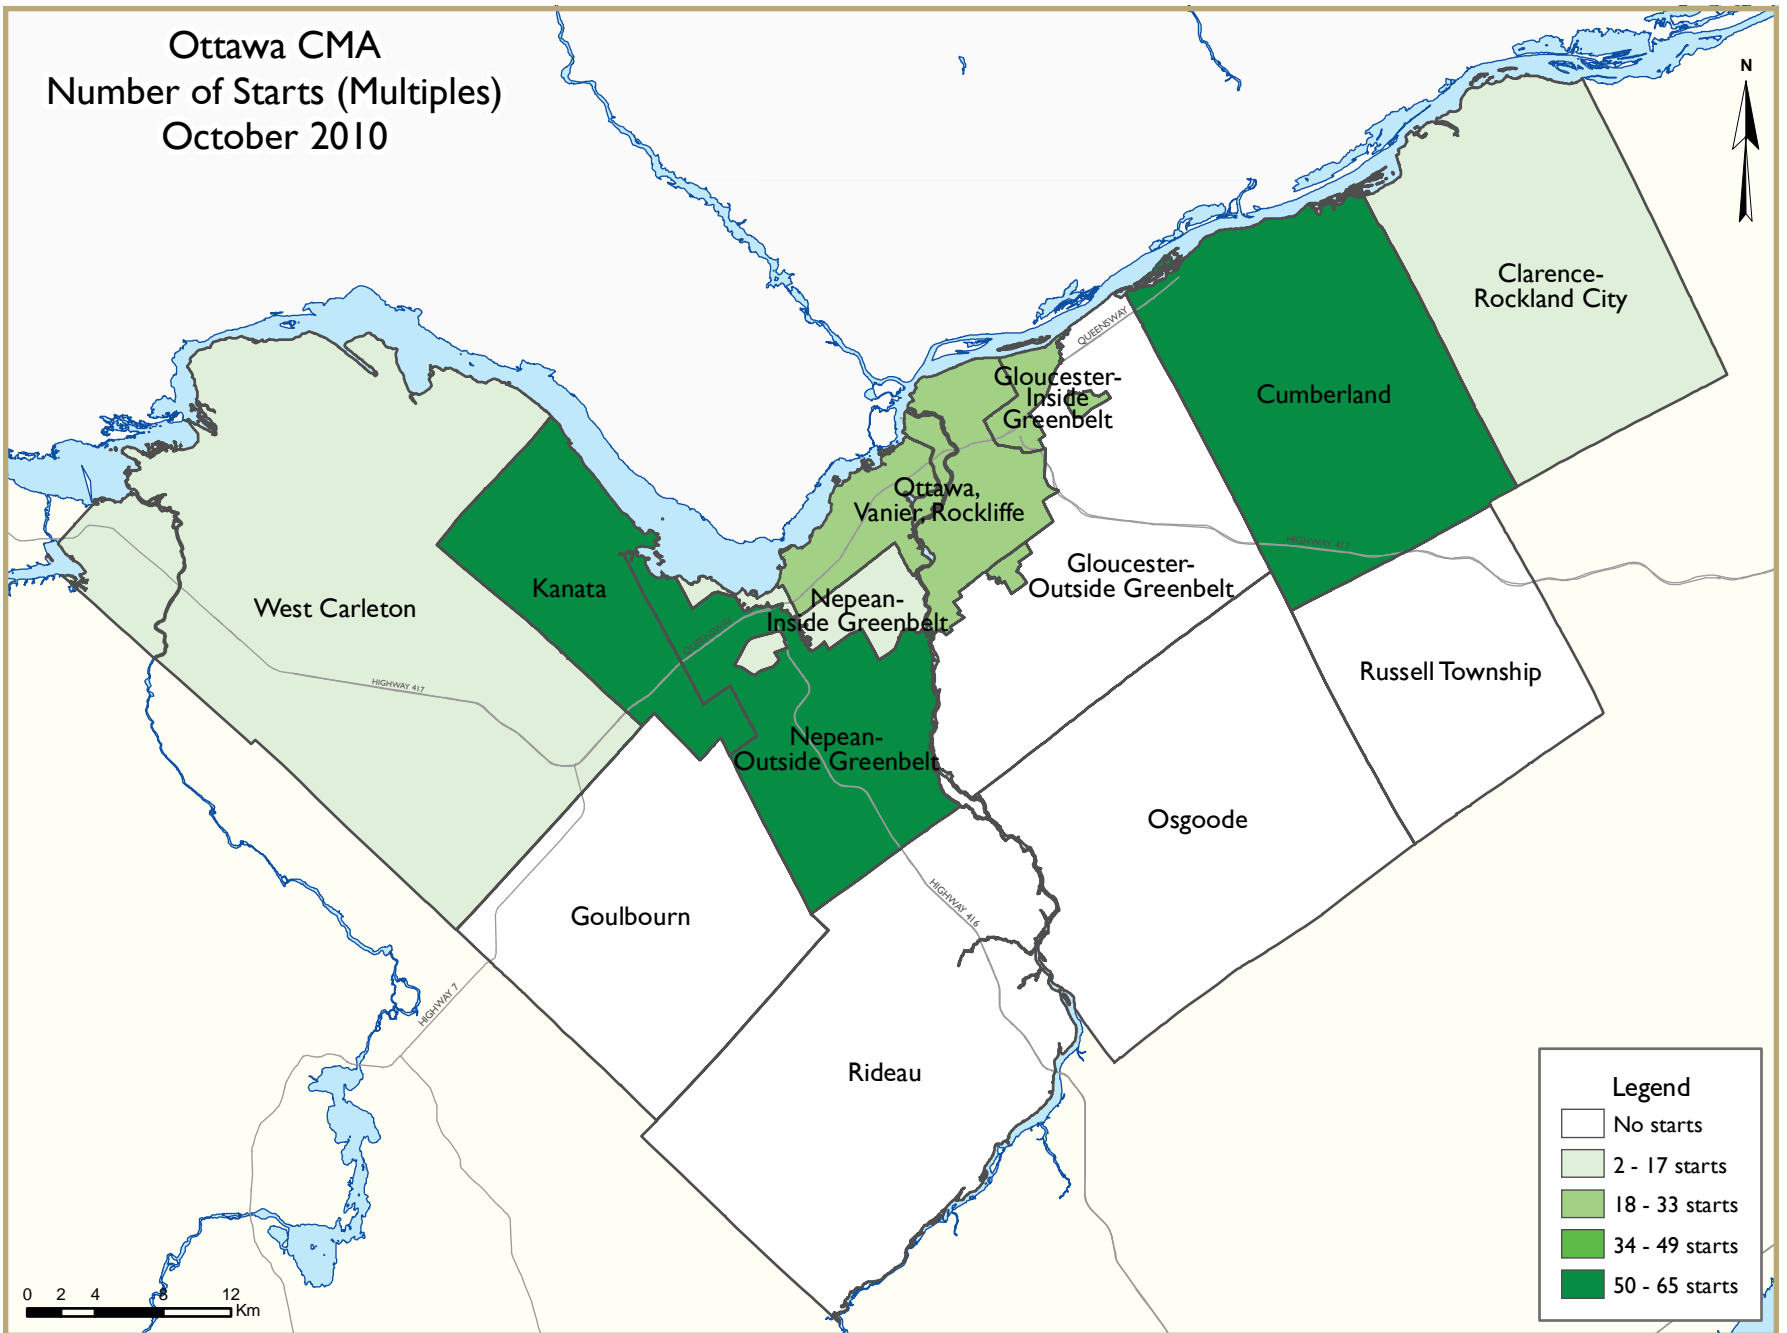 Ottawa CMA
Number of Starts (Multiples)
October 2010
N
Clarence-
Rockland City
QUEENSWAY
Gloucester-
Inside
Greenbelt
Cumberland
Ottawa,
Vanier, Rockliffe
HIGHWAY 417
Gloucester-
Outside Greenbelt
Kanata
West Carleton
Nepean-
Inside Greenbelt
QUEENSWAY
Russell Township
HIGHWAY 417
Nepean-
Outside Greenbelt
Osgoode
HIGHWAY 416
Goulbourn
HIGHWAY 7
Rideau
Legend
No starts
2 - 17 starts
18 - 33 starts
34 - 49 starts
50 - 65 starts
0 2 4 8 12
Km